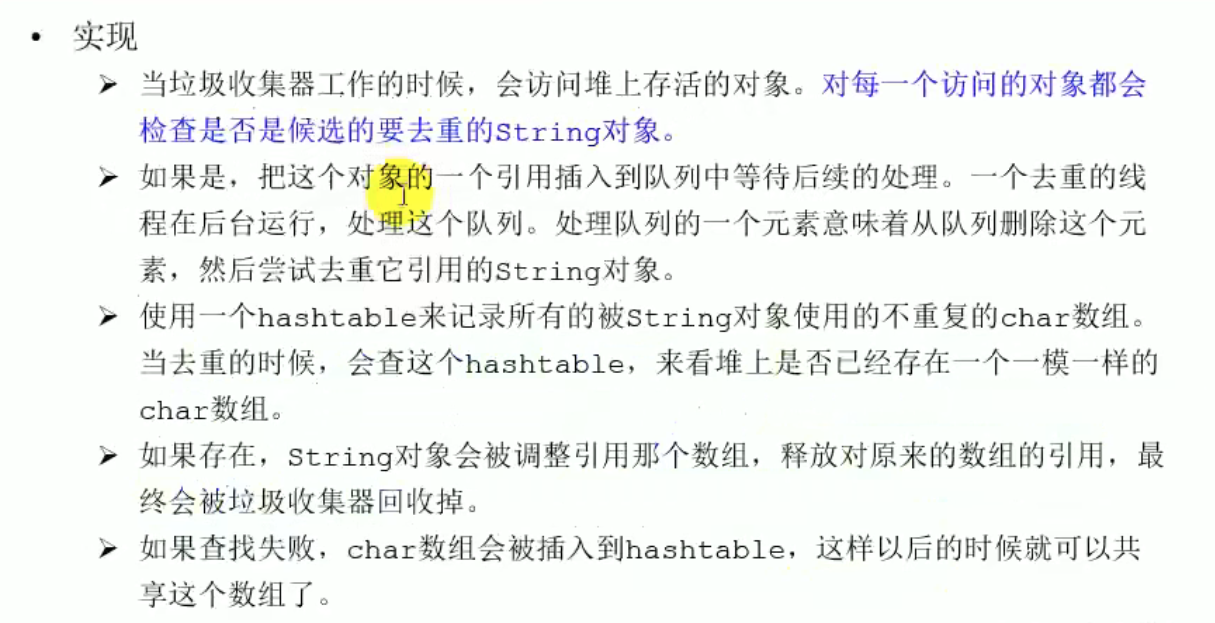 • 实现
➢ 当垃圾收集器工作的时候，会访问堆上存活的对象。对每一个访问的对象都会
检查是否是候选的要去重的String对象。
➢ 如果是，把这个对象的一个引用插入到队列中等待后续的处理。一个去重的线
程在后台运行，处理这个队列。处理队列的一个元素意味着从队列删除这个元
素，然后尝试去重它引用的String对象。
➢ 使用一个hashtable来记录所有的被String对象使用的不重复的char数组。
当去重的时候，会查这个hashtable，来看堆上是否已经存在一个一模一样的
char数组。
➢ 如果存在，String对象会被调整引用那个数组，释放对原来的数组的引用，最
终会被垃圾收集器回收掉。
➢ 如果查找失败，char数组会被插入到hashtable，这样以后的时候就可以共
享这个数组了。